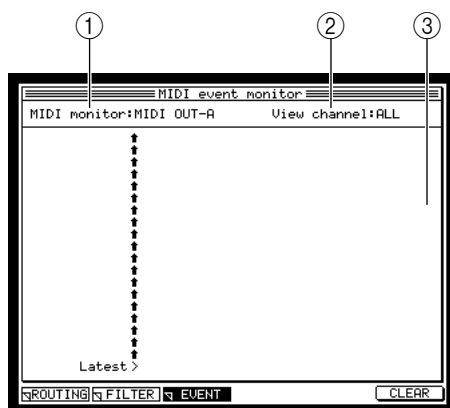 ① ② ③
MIDI event monitor
MIDI monitor:MIDI OUT-A View channel:ALL
Latest>
ROUTING FILTER EVENT CLEAR